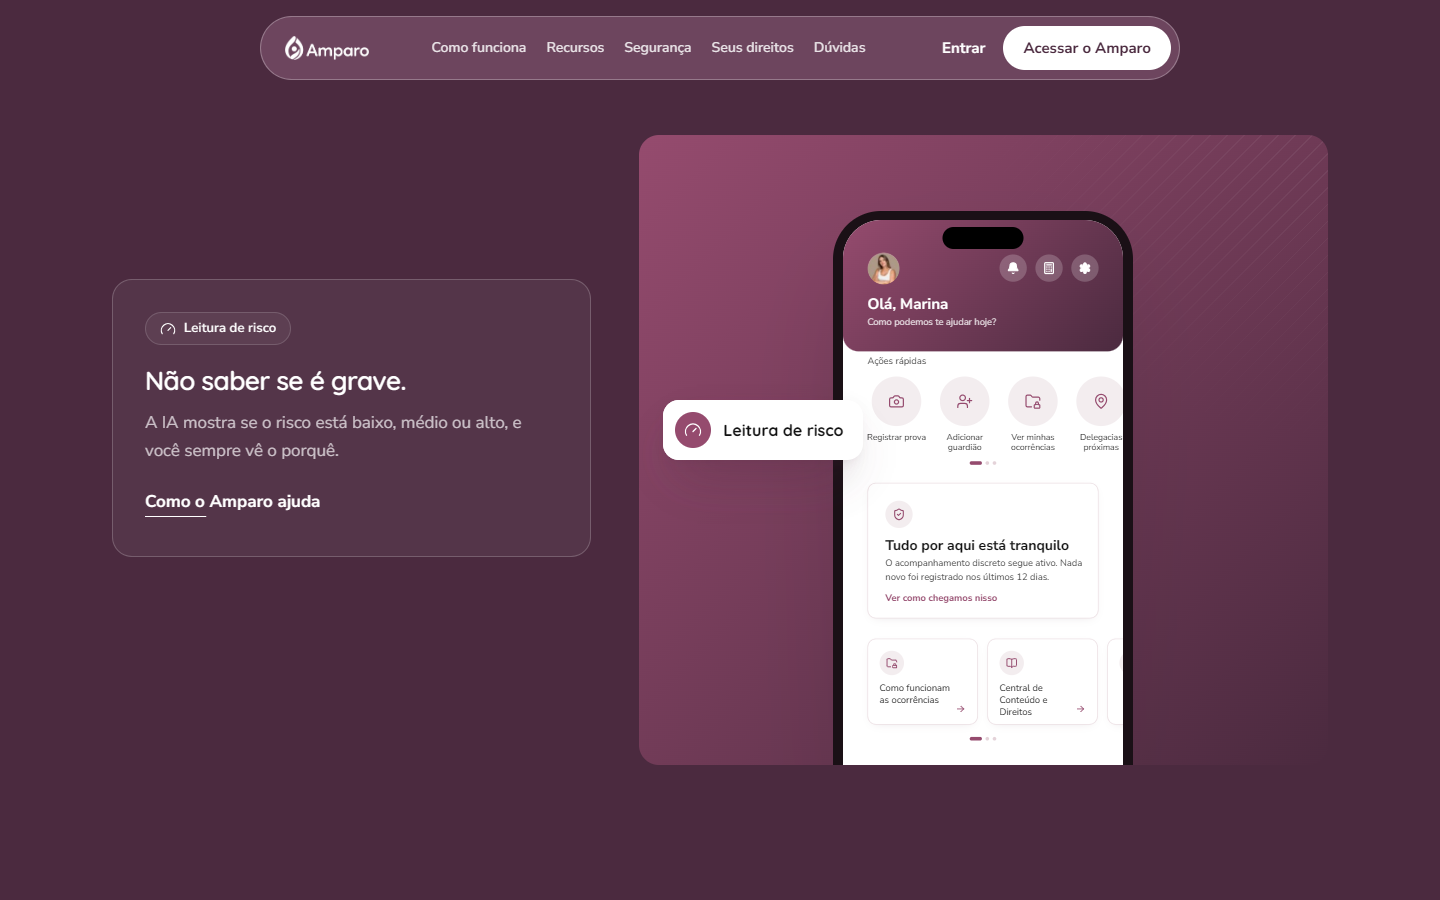 Amparo
Como funciona
Recursos
Segurança
Seus direitos
Dúvidas
Entrar
Acessar o Amparo
Leitura de risco
Não saber se é grave.
A IA mostra se o risco está baixo, médio ou alto, e
você sempre vê o porquê.
Como o Amparo ajuda
Olá, Marina
Como podemos te ajudar hoje?
Ações rápidas
Leitura de risco
Registrar prova
Adicionar
guardião
Ver minhas
ocorrências
Delegacias
próximas
Tudo por aqui está tranquilo
O acompanhamento discreto segue ativo. Nada
novo foi registrado nos últimos 12 dias.
Ver como chegamos nisso
Como funcionam
as ocorrências
Central de
Conteúdo e
Direitos